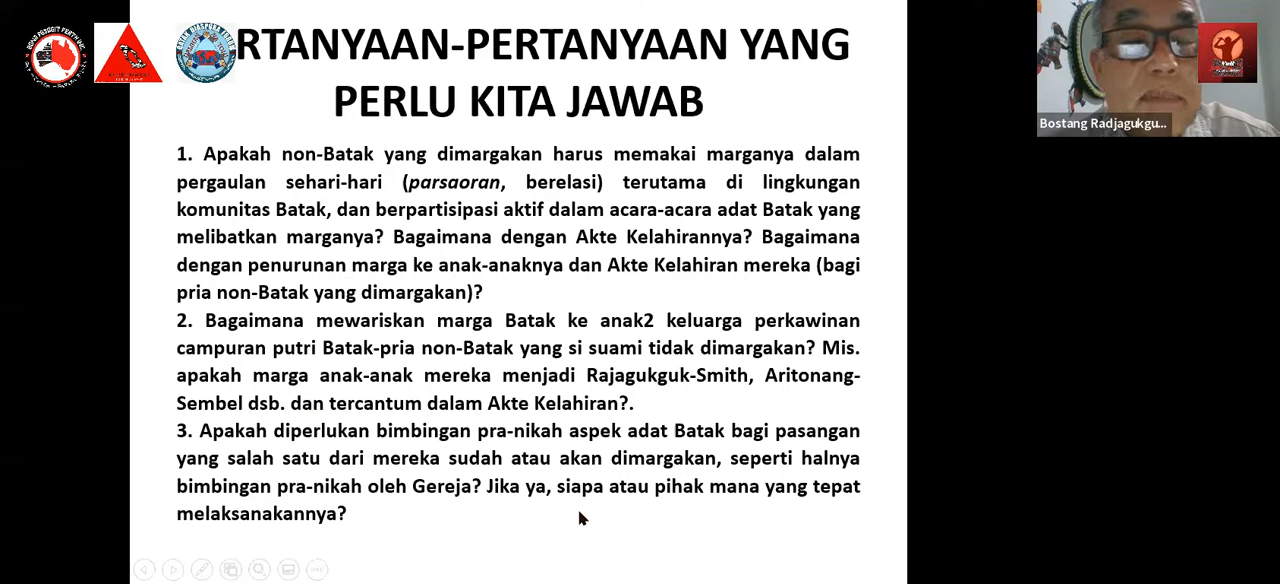 RTANYAAN-PERTANYAAN YANG
PERLU KITA JAWAB
1. Apakah non-Batak yang dimargakan harus memakai marganya dalam
pergaulan sehari-hari (parsaoran, berelasi) terutama di lingkungan
komunitas Batak, dan berpartisipasi aktif dalam acara-acara adat Batak yang
melibatkan marganya? Bagaimana dengan Akte Kelahirannya? Bagaimana
dengan penurunan marga ke anak-anaknya dan Akte Kelahiran mereka (bagi
pria non-Batak yang dimargakan)?
2. Bagaimana mewariskan marga Batak ke anak2 keluarga perkawinan
campuran putri Batak-pria non-Batak yang si suami tidak dimargakan? Mis.
apakah marga anak-anak mereka menjadi Rajagukguk-Smith, Aritonang-
Sembel dsb. dan tercantum dalam Akte Kelahiran?.
3. Apakah diperlukan bimbingan pra-nikah aspek adat Batak bagi pasangan
yang salah satu dari mereka sudah atau akan dimargakan, seperti halnya
bimbingan pra-nikah oleh Gereja? Jika ya, siapa atau pihak mana yang tepat
melaksanakannya?
Bostang Radjagukgu...